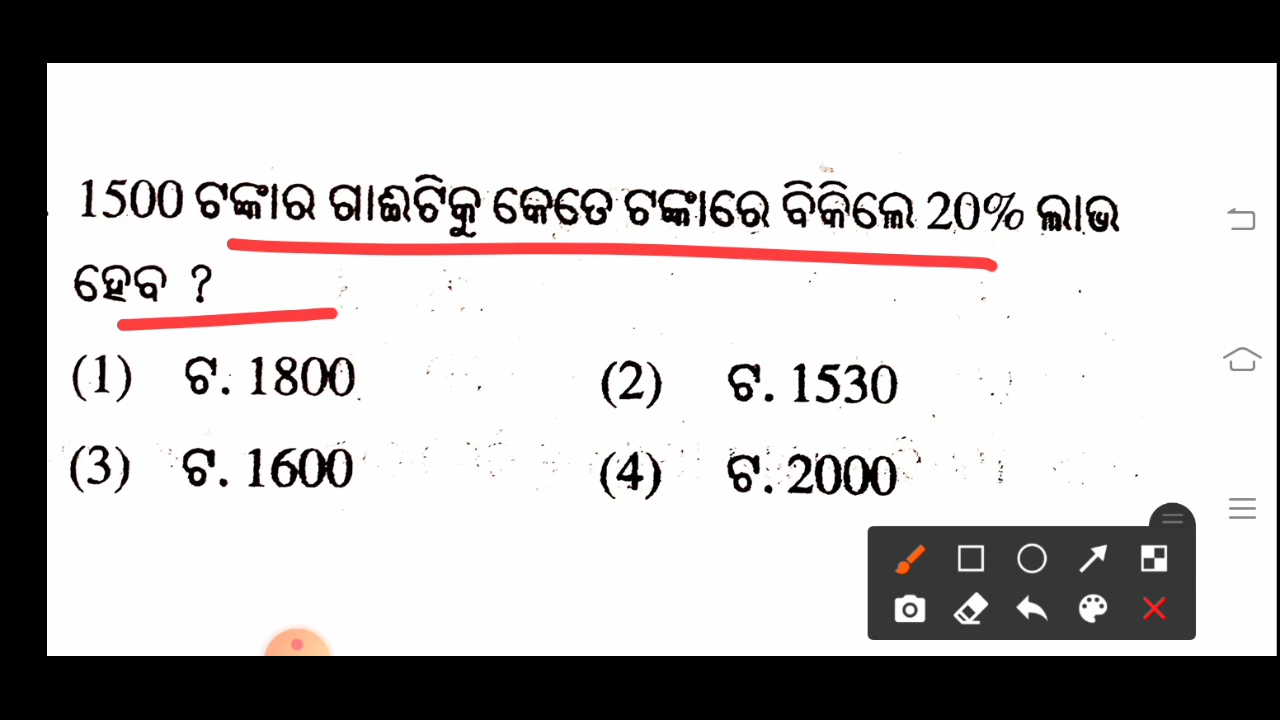 1500 ଟଙ୍କାର ଗାଈଟିକୁ କେତେ ଟଙ୍କାରେ ବିକିଲେ 20% ଲାଭ
ହେବ ?
(1) ଟ. 1800 (2) ଟ. 1530
(3) ଟ. 1600 (4) ଟ. 2000